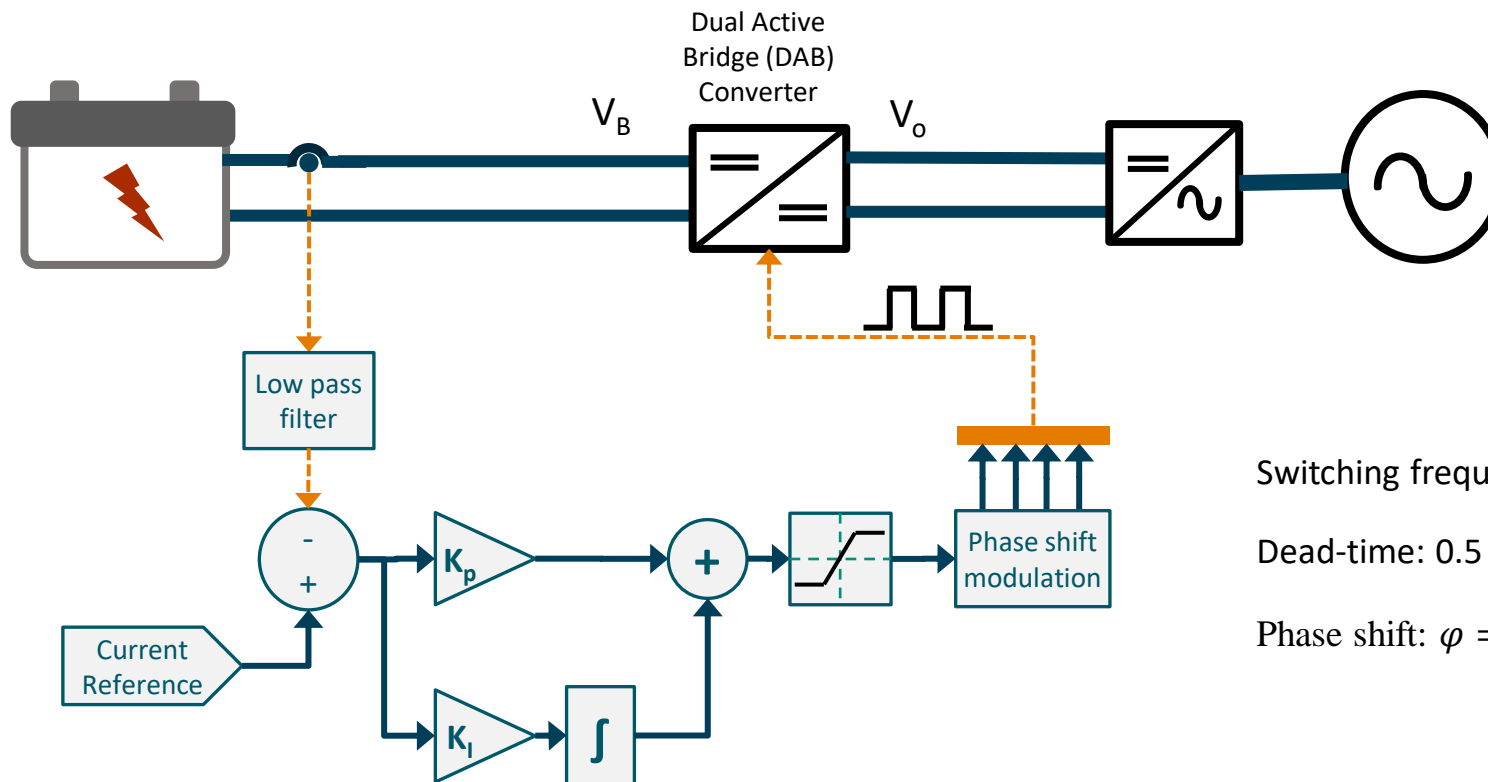 Dual Active
Bridge (DAB)
Converter
V_B
V_o
Low pass
filter
-
+
K_p
+
Phase shift
modulation
Switching frequ
Dead-time: 0.5
Phase shift: φ =
Current
Reference
K_I
∫